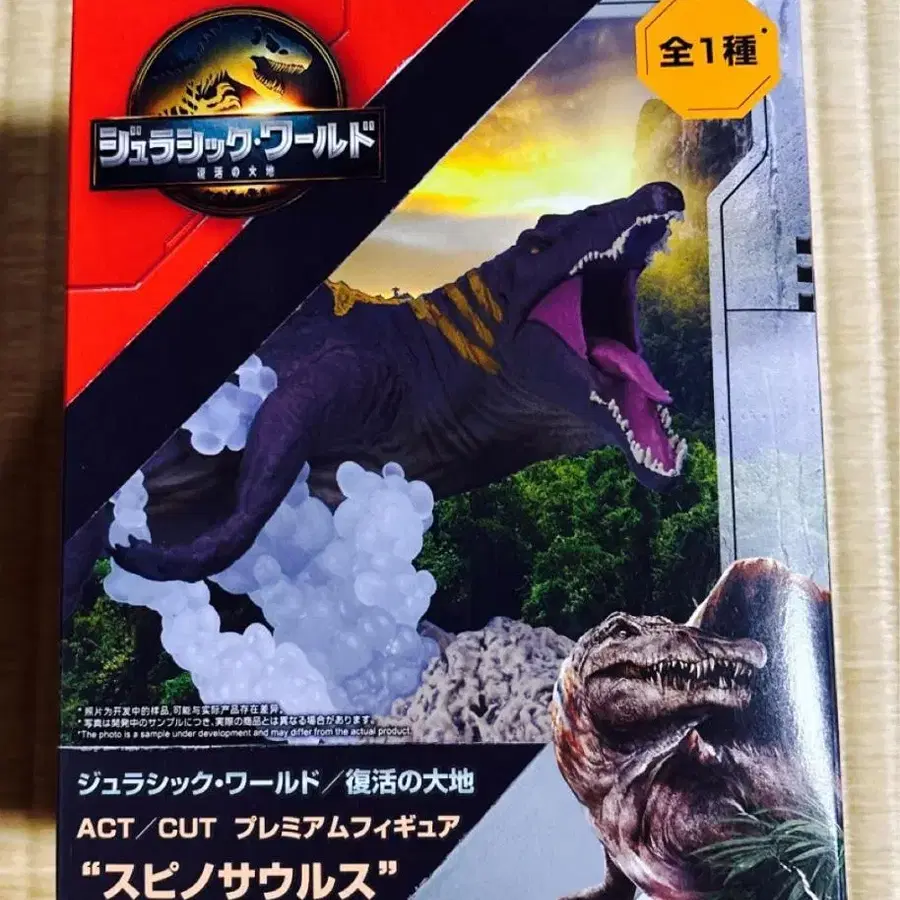 全1種
ジュラシック・ワールド
復活の大地
*照片为开发中的样品,可能与实际产品存在差异。
*写真は開発中のサンプルにつき、実際の商品とは異なる場合があります。
*The photo is a sample under development and may differ from the actual product.
ジュラシック・ワールド/復活の大地
ACT/CUT プレミアムフィギュア
“スピノサウルス”